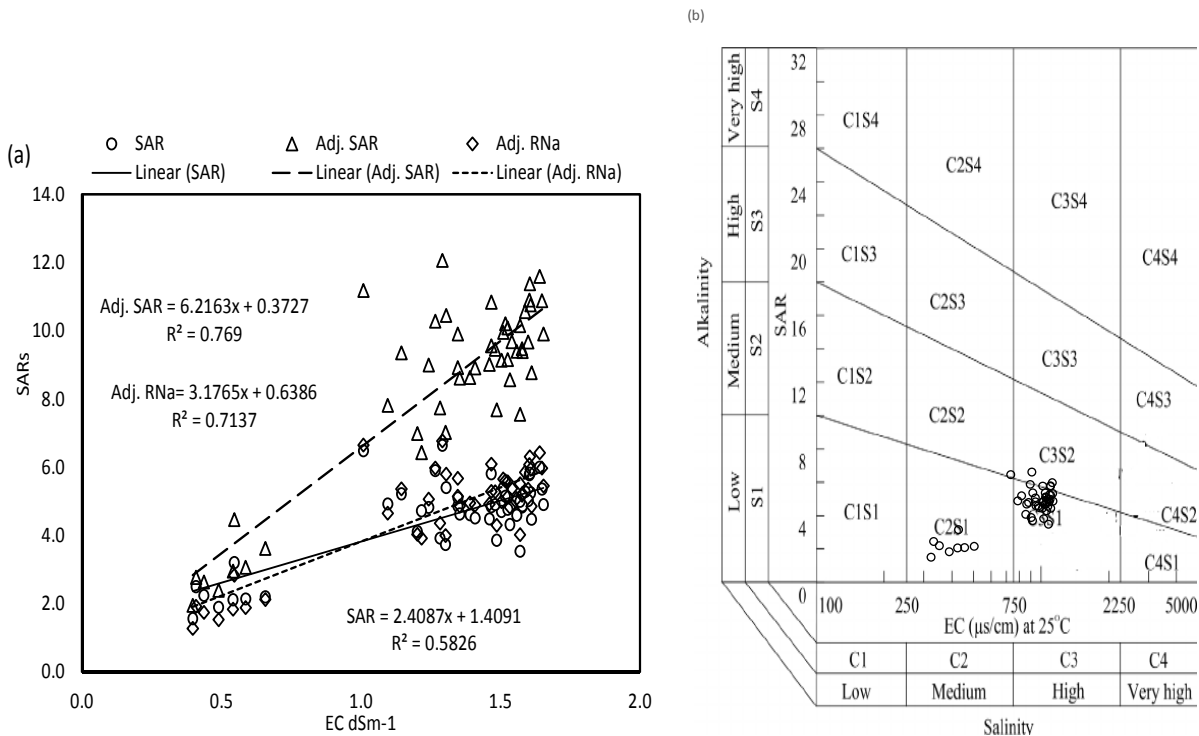 (a)
SAR
Adj. SAR
Adj. RNa
Linear (SAR)
Linear (Adj. SAR)
Linear (Adj. RNa)
14.0
12.0
10.0
8.0
6.0
4.0
2.0
0.0
SARs
Adj. SAR = 6.2163x + 0.3727
R² = 0.769
Adj. RNa= 3.1765x + 0.6386
R² = 0.7137
SAR = 2.4087x + 1.4091
R² = 0.5826
0.0 0.5 1.0 1.5 2.0
EC dSm-1
(b)
Alkalinity
Very high
High
Medium
Low
S4
S3
S2
S1
SAR
32
28
24
20
16
12
8
4
0
C1S4
C2S4
C3S4
C4S4
C1S3
C2S3
C3S3
C4S3
C1S2
C2S2
C3S2
C4S2
C1S1
C2S1
1
C4S1
100 250 750 2250 5000
EC (µs/cm) at 25°C
C1 C2 C3 C4
Low Medium High Very high
Salinity